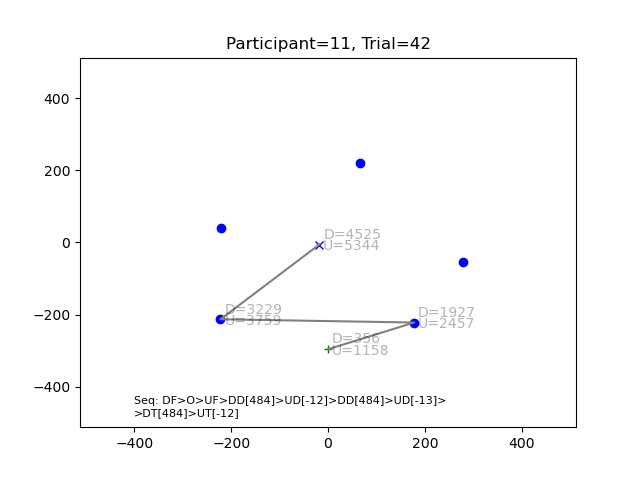 Participant=11, Trial=42
400
200
0
−200
−400
D=4525
U=5344
D=3229
U=3759
D=1927
U=2457
D=356
U=1158
Seq: DF>O>UF>DD[484]>UD[-12]>DD[484]>UD[-13]>
>DT[484]>UT[-12]
−400 −200 0 200 400